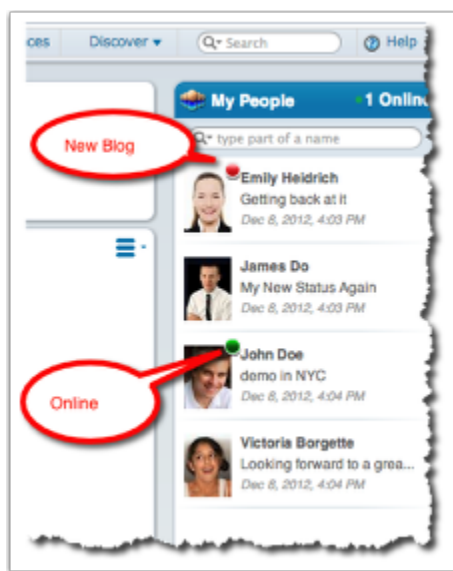 ces Discover Search Help
My People 1 Online
type part of a name
New Blog
Emily Heidrich
Getting back at it
Dec 8, 2012, 4:03 PM
James Do
My New Status Again
Dec 8, 2012, 4:03 PM
Online
John Doe
demo in NYC
Dec 8, 2012, 4:04 PM
Victoria Borgette
Looking forward to a grea...
Dec 8, 2012, 4:04 PM